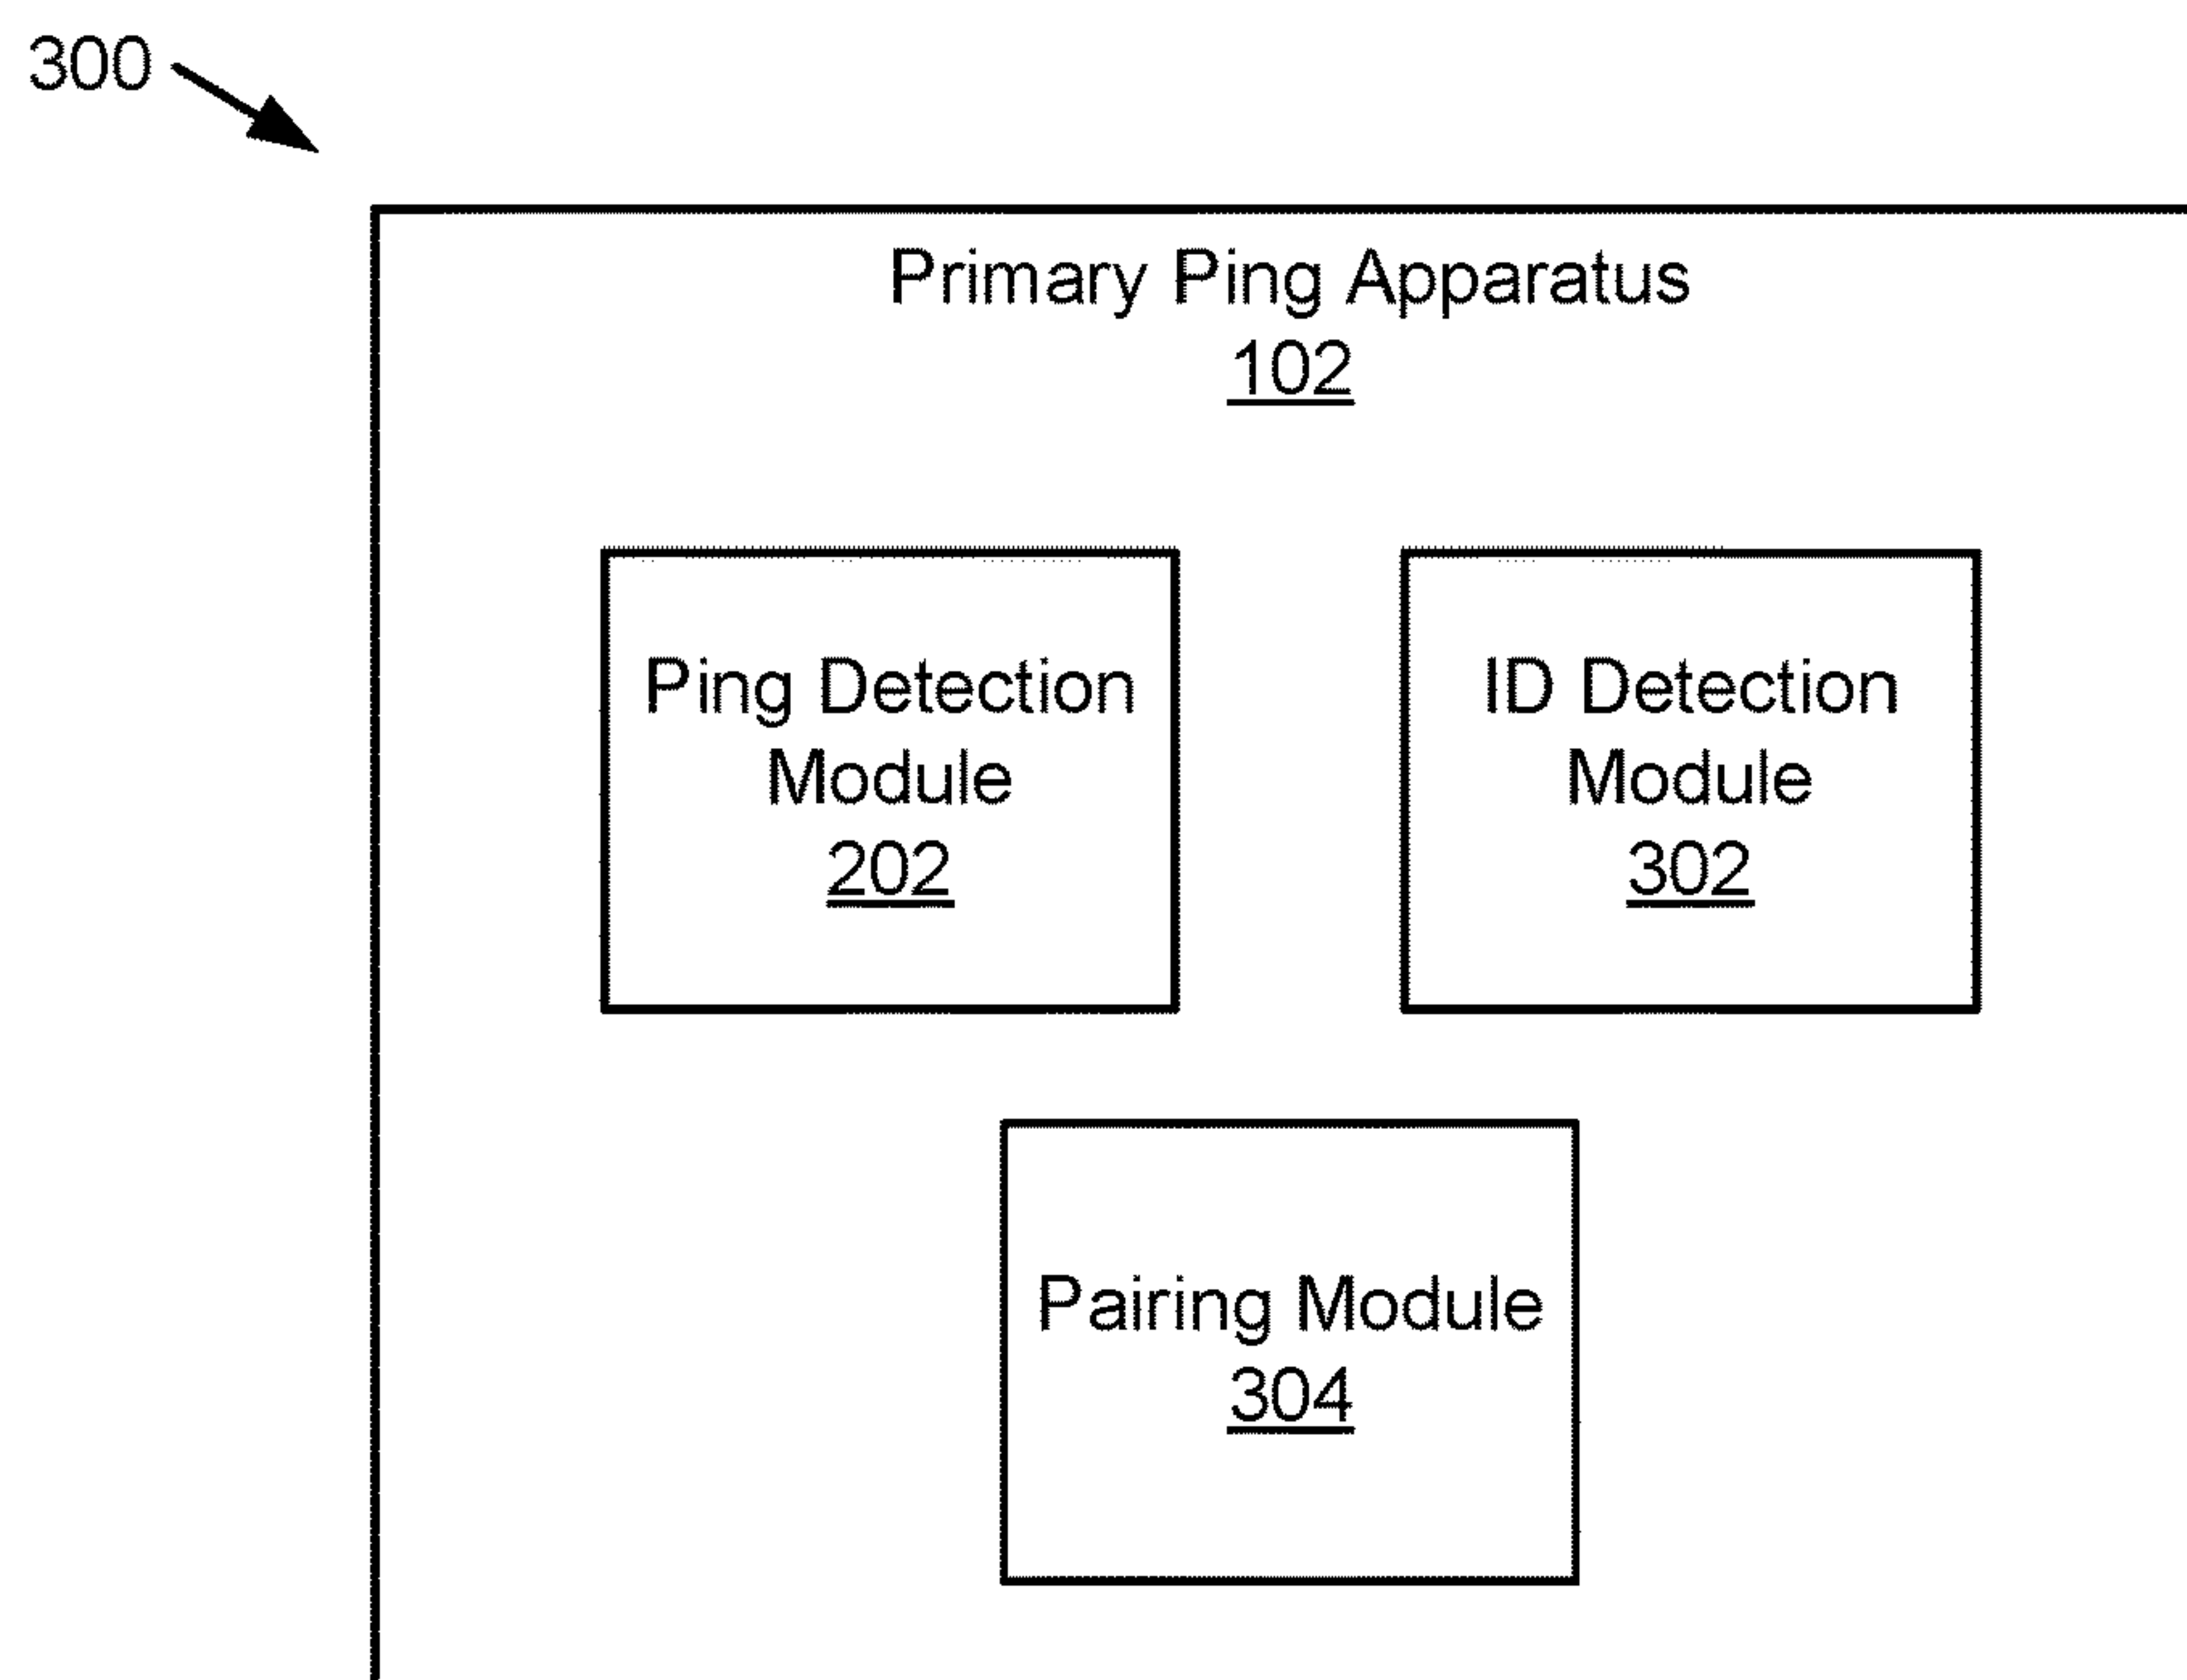 300
Primary Ping Apparatus
102
Ping Detection
Module
202
ID Detection
Module
302
Pairing Module
304